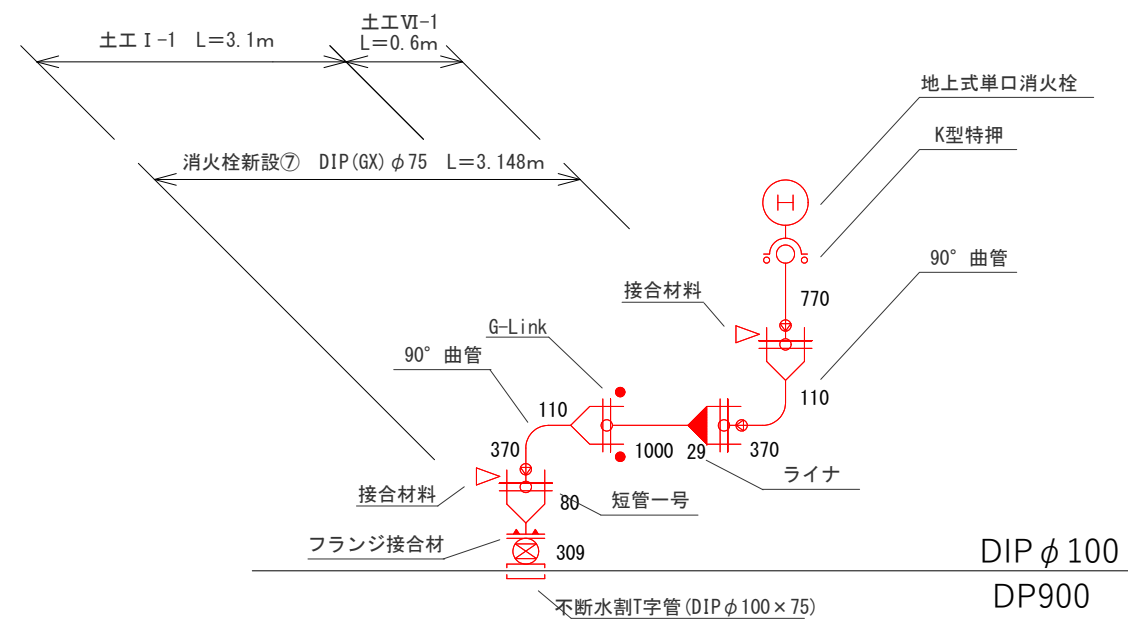 土工Ⅰ-1 L=3.1m
土工Ⅵ-1
L=0.6m
消火栓新設⑦ DIP(GX)φ75 L=3.148m
地上式単口消火栓
K型特押
H
90°曲管
接合材料
770
G-Link
90°曲管
110
110
370
1000
29
370
ライナ
接合材料
80
短管一号
フランジ接合材
309
DIPφ100
DP900
不断水割T字管(DIPφ100×75)